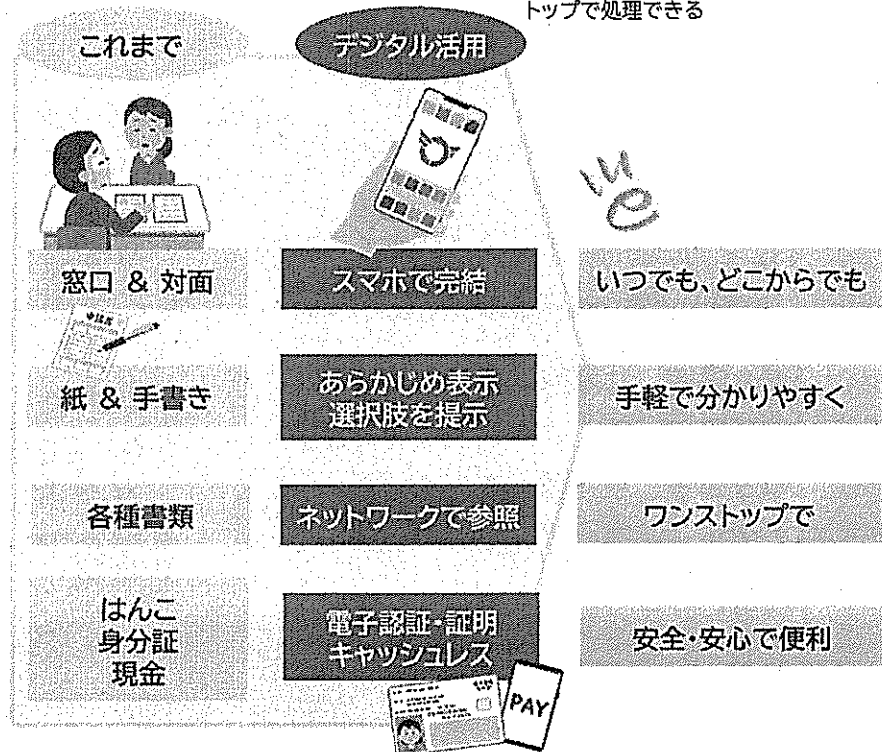 トップで処理できる
これまで
デジタル活用
窓口 & 対面
スマホで完結
いつでも、どこからでも
申請書
紙 & 手書き
あらかじめ表示
選択肢を提示
手軽で分かりやすく
各種書類
ネットワークで参照
ワンストップで
はんこ
身分証
現金
電子認証・証明
キャッシュレス
安全・安心で便利
PAY